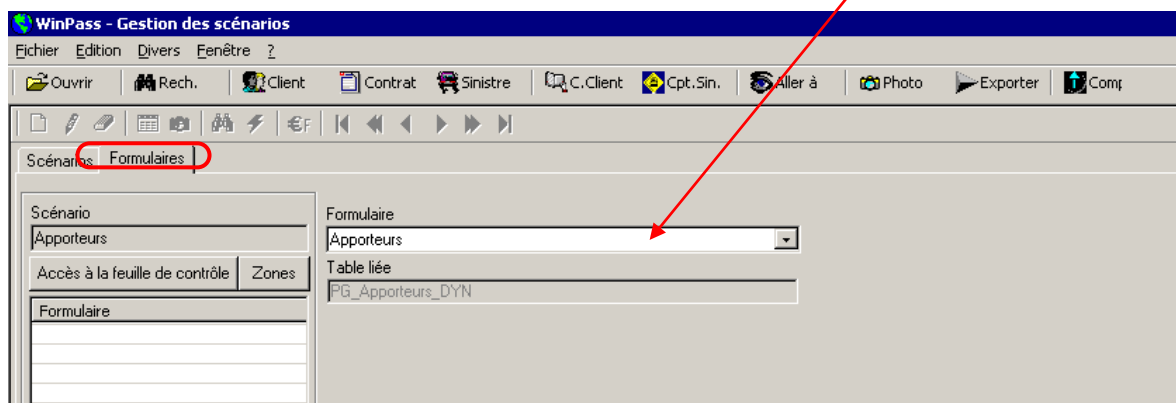 WinPass - Gestion des scénarios
Fichier Edition Divers Fenêtre ?
Ouvrir Rech. Client Contrat Sinistre C.Client Cpt.Sin. Aller à Photo Exporter Comp
€F
Scénarios Formulaires
Scénario
Apporteurs
Accès à la feuille de contrôle Zones
Formulaire
Formulaire
Apporteurs
Table liée
PG_Apporteurs_DYN